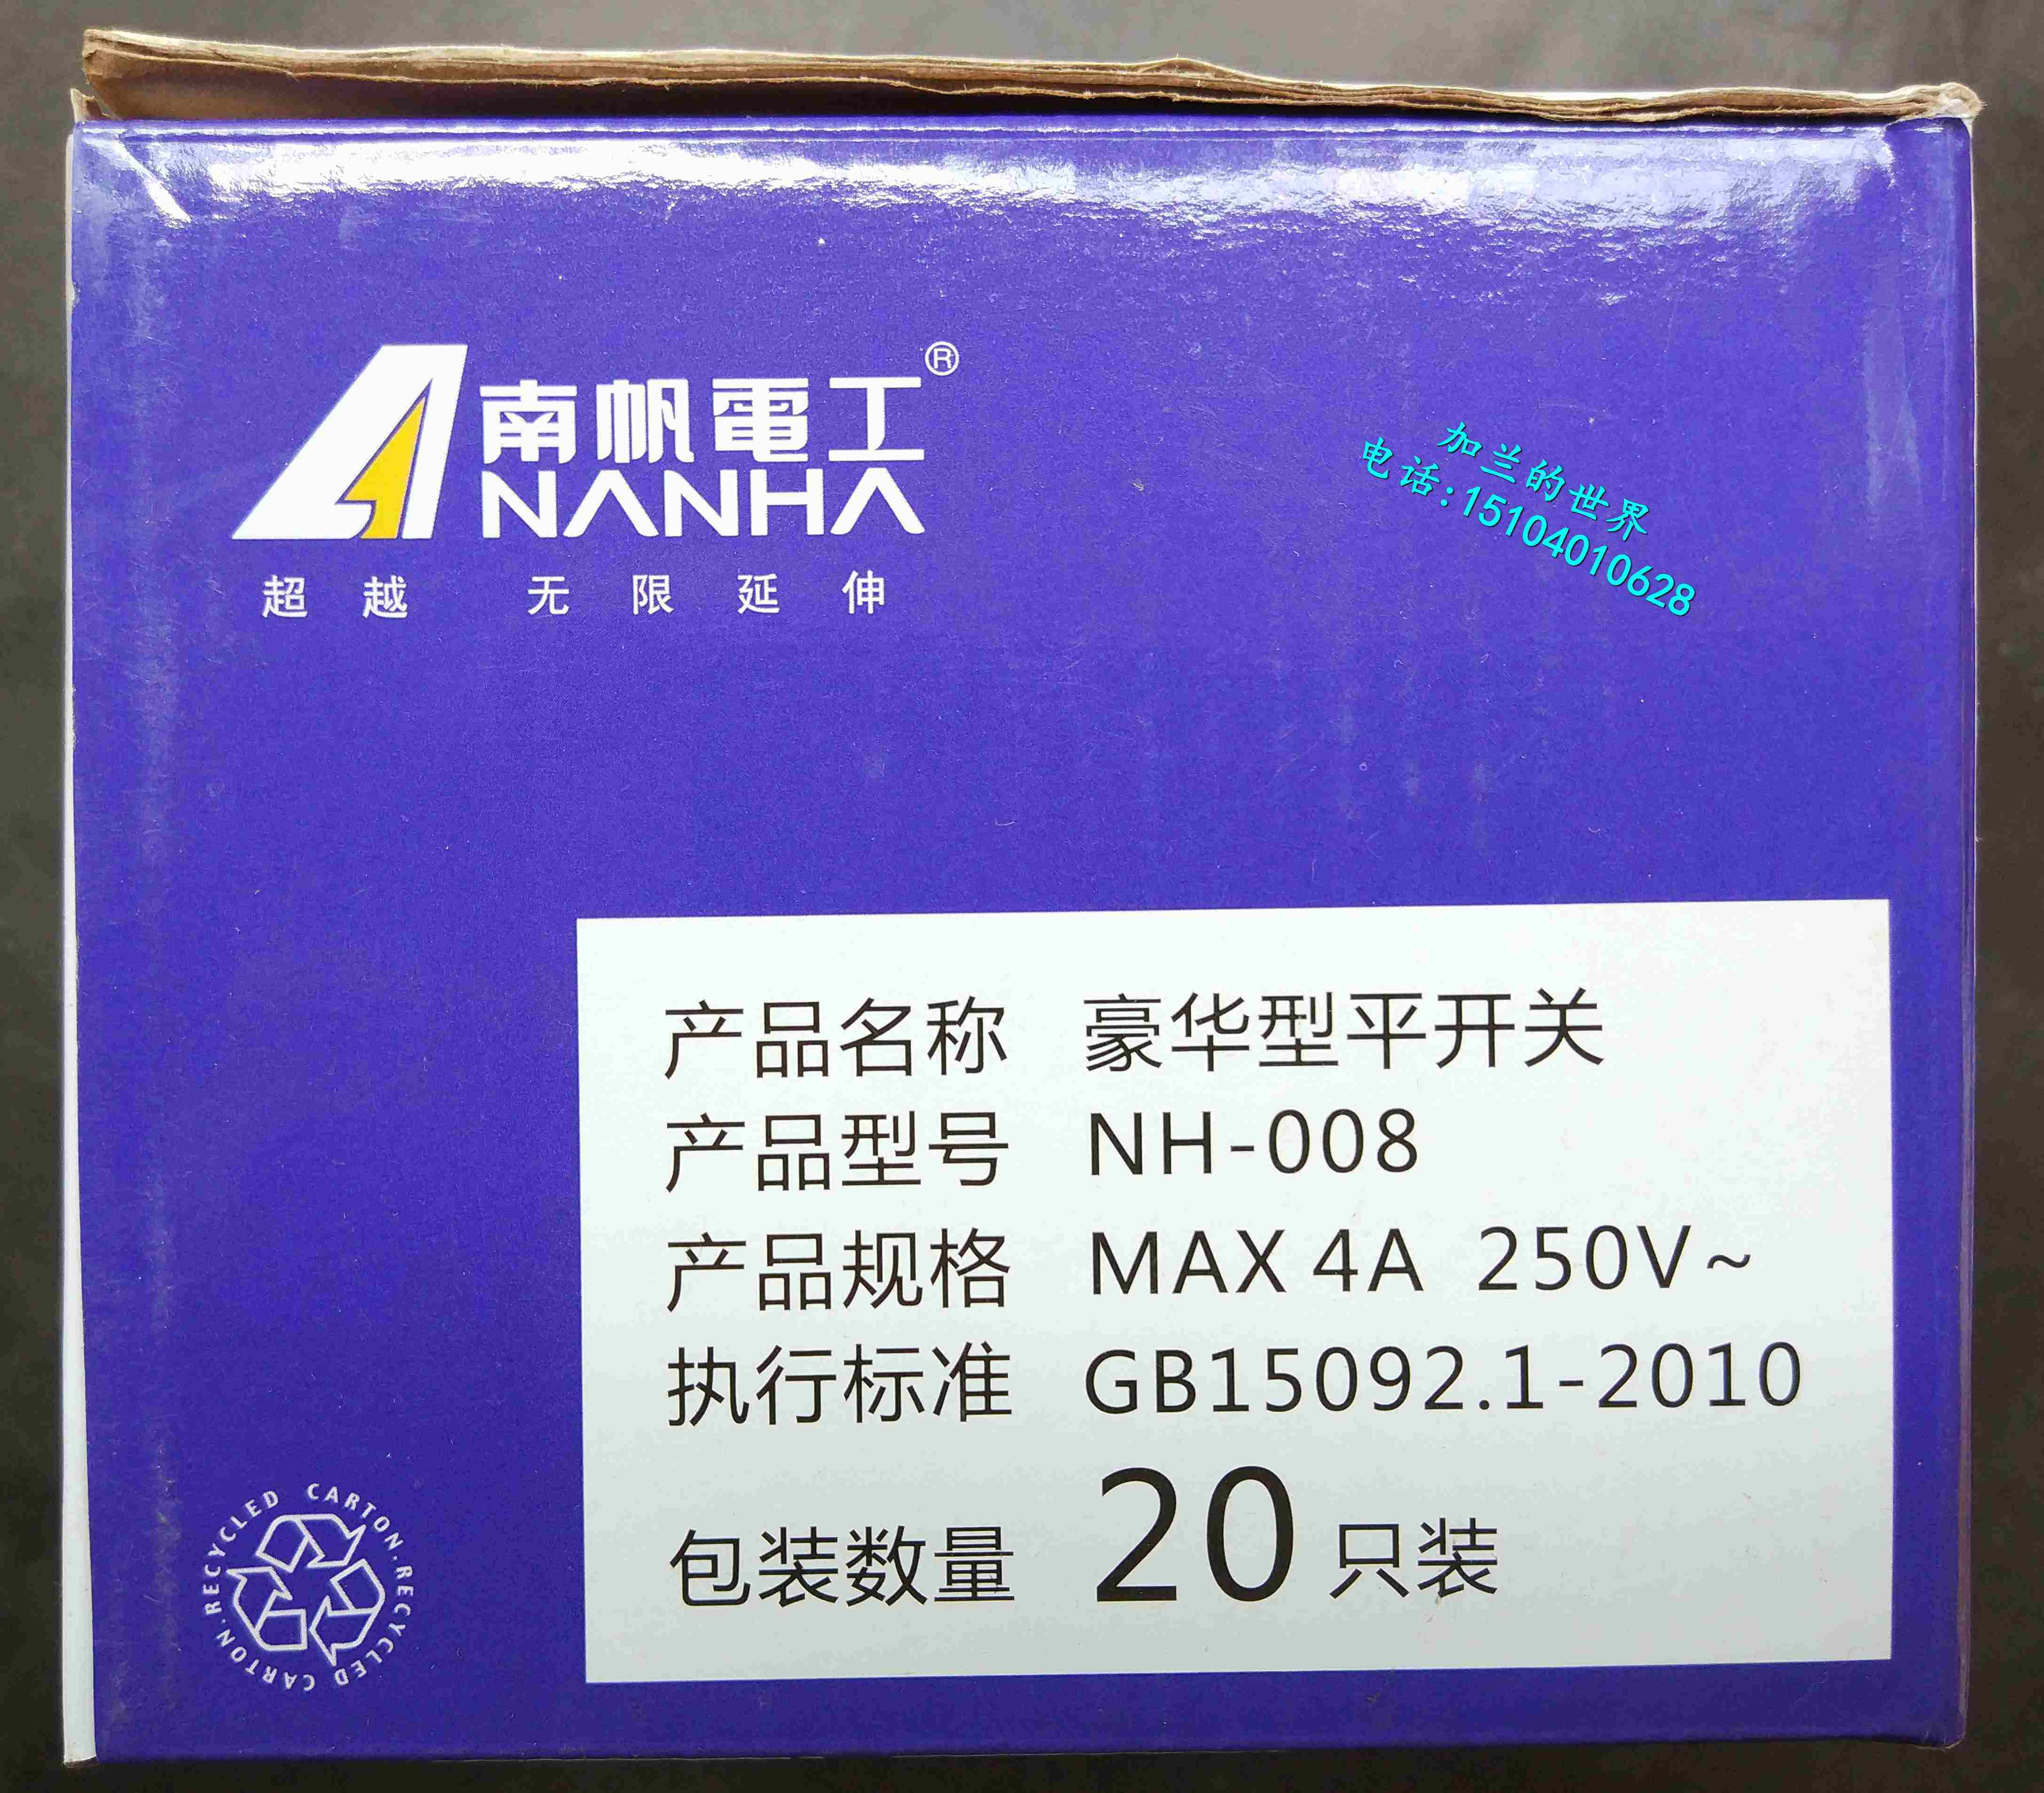 南帆電工®
NANHA
超越 无限延伸
加兰的世界
电话:15104010628
产品名称 豪华型平开关
产品型号 NH-008
产品规格 MAX 4A 250V~
执行标准 GB15092.1-2010
包装数量 20只装
RECYCLED CARTON.RECYCLED CARTON.